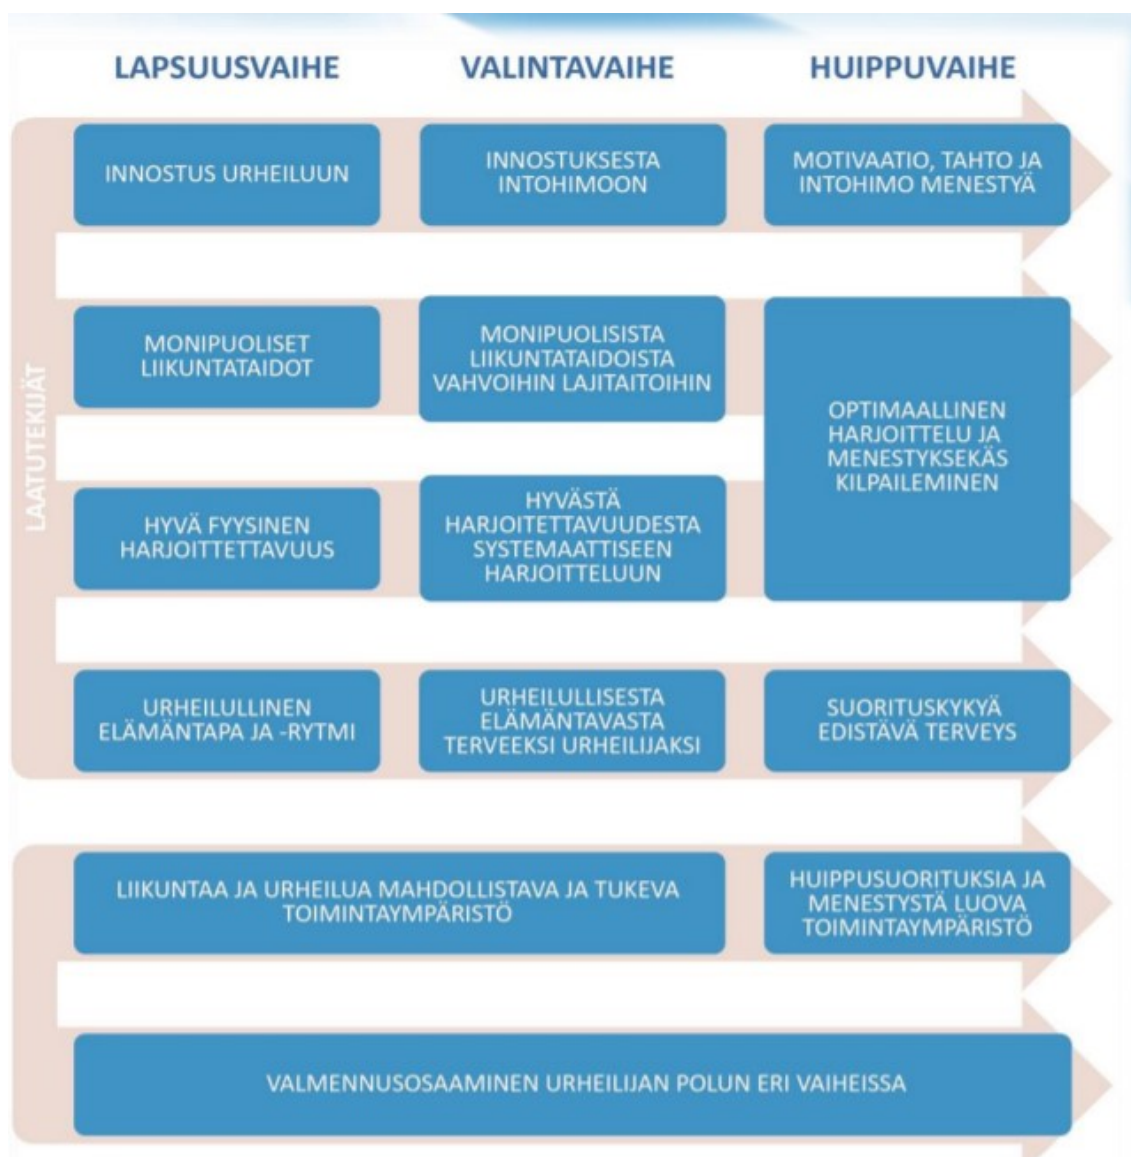 LAPSUUSVAIHE
VALINTAVAIHE
HUIPPUVAIHE
LAATUTEKIJÄT
INNOSTUS URHEILUUN
INNOSTUKSESTA
INTOHIMOON
MOTIVAATIO, TAHTO JA
INTOHIMO MENESTYÄ
MONIPUOLISET
LIIKUNTATAIDOT
MONIPUOLISISTA
LIIKUNTATAIDOISTA
VAHVOIHIN LAJITAITOIHIN
OPTIMAALLINEN
HARJOITTELU JA
MENESTYKSEKÄS
KILPAILEMINEN
HYVÄ FYYSINEN
HARJOITTETTAVUUS
HYVÄSTÄ
HARJOITETTAVUUDESTA
SYSTEMAATTISEEN
HARJOITTELUUN
URHEILULLINEN
ELÄMÄNTAPA JA -RYTMI
URHEILULLISESTA
ELÄMÄNTAVASTA
TERVEEKSI URHEILIJAKSI
SUORITUSKYKYÄ
EDISTÄVÄ TERVEYS
LIIKUNTAA JA URHEILUA MAHDOLLISTAVA JA TUKEVA
TOIMINTAYMPÄRISTÖ
HUIPPUSUORITUKSIA JA
MENESTYSTÄ LUOVA
TOIMINTAYMPÄRISTÖ
VALMENNUSOSAAMINEN URHEILIJAN POLUN ERI VAIHEISSA